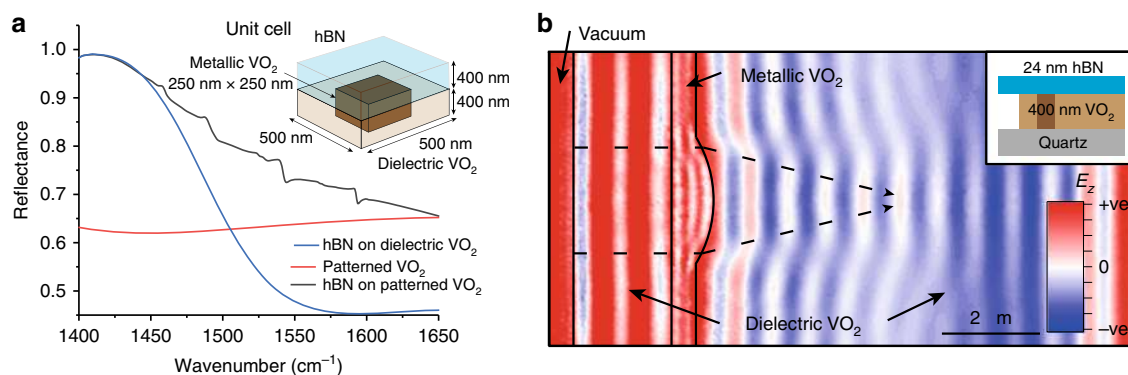 a
Unit cell
hBN
Metallic VO2
250 nm × 250 nm
400 nm
400 nm
500 nm
500 nm
Dielectric VO2
1.0
0.9
0.8
0.7
0.6
0.5
Reflectance
hBN on dielectric VO2
Patterned VO2
hBN on patterned VO2
1400
1450
1500
1550
1600
1650
Wavenumber (cm–1)
b
Vacuum
Metallic VO2
24 nm hBN
400 nm VO2
Quartz
Ez
+ve
0
–ve
Dielectric VO2
2 m